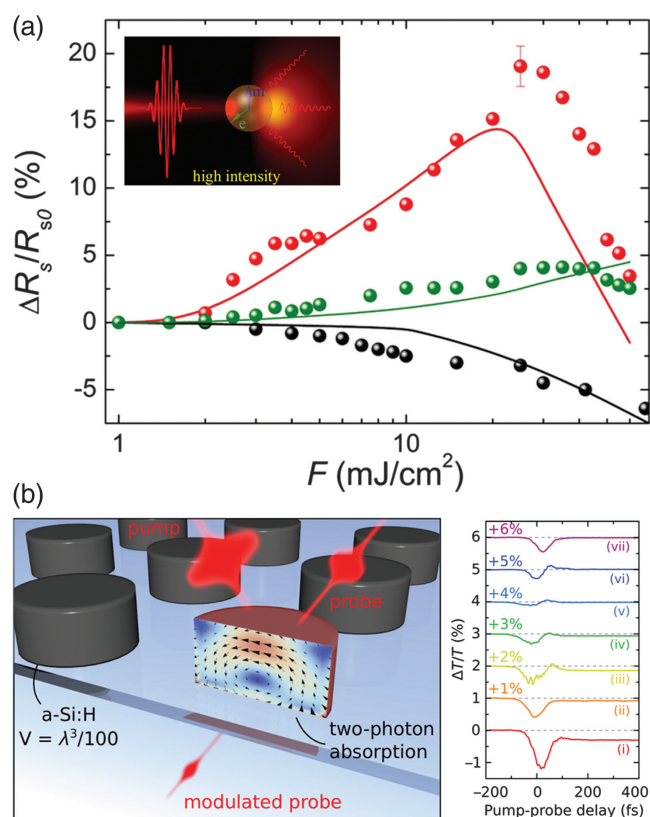 (a)
20
15
10
5
0
-5
ΔRs/Rs0 (%)
high intensity
e
1
10
F (mJ/cm²)
(b)
pump
probe
a-Si:H
V = λ³/100
two-photon
absorption
modulated probe
+6%
(vii)
+5%
(vi)
+4%
(v)
+3%
(iv)
+2%
(iii)
+1%
(ii)
(i)
6
5
4
3
2
1
0
−1
ΔT/T (%)
−200
0
200
400
Pump-probe delay (fs)